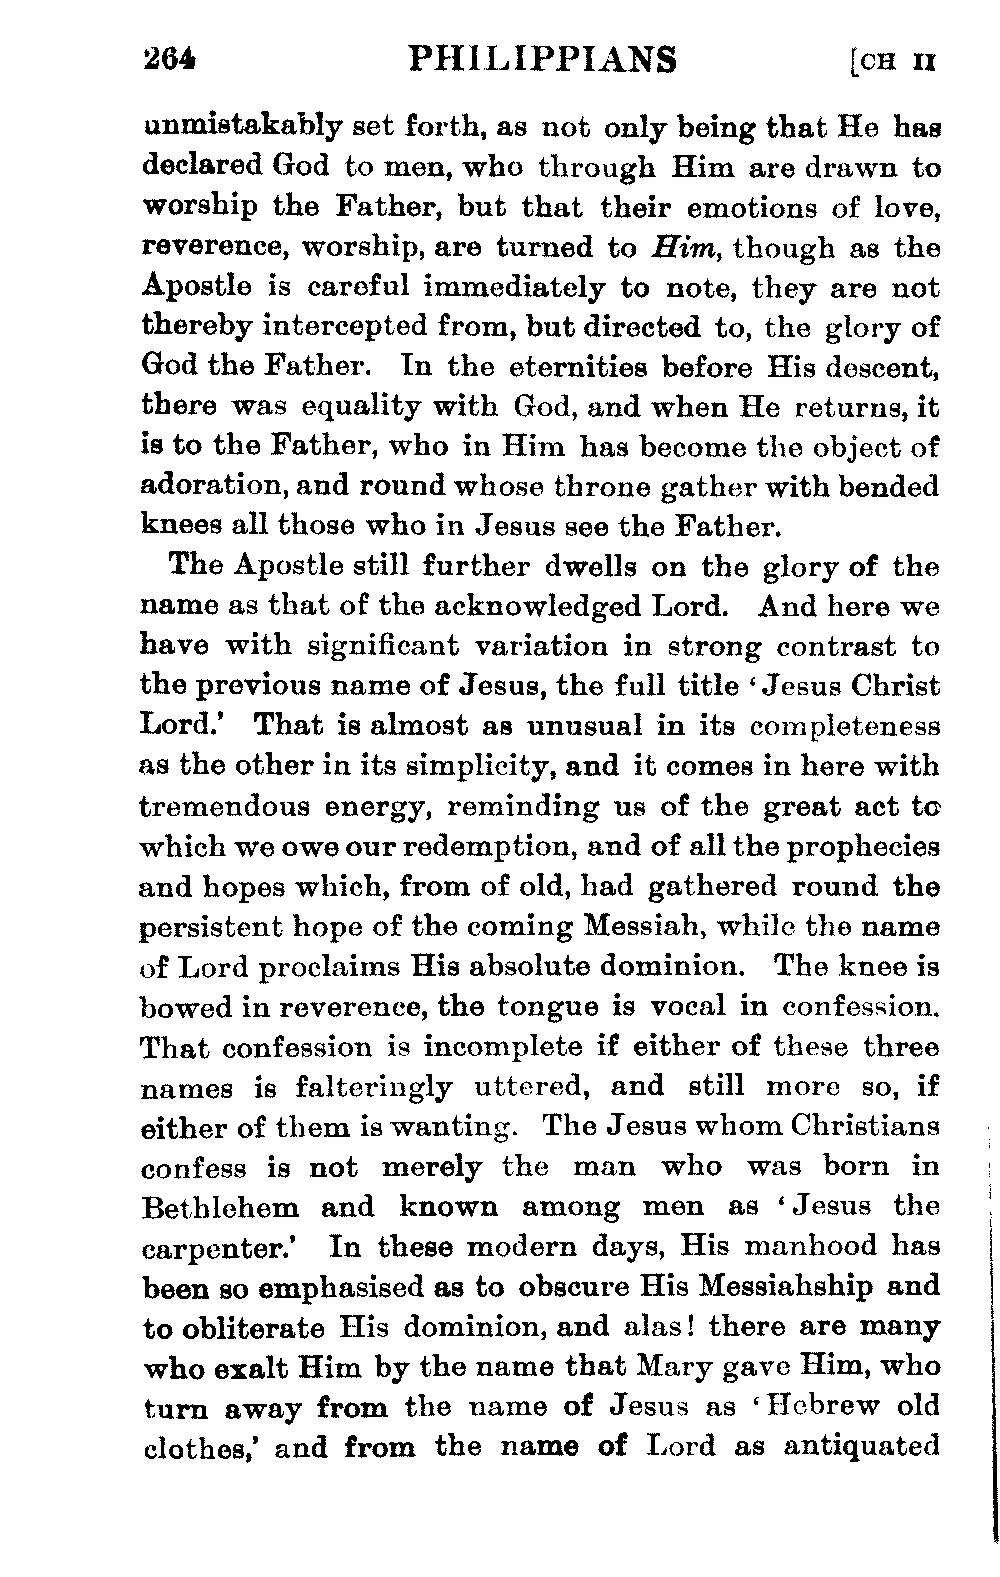 264 PHILIPPIANS [CH II
unmistakably set forth, as not only being that He has
declared God to men, who through Him are drawn to
worship the Father, but that their emotions of love,
reverence, worship, are turned to Him, though as the
Apostle is careful immediately to note, they are not
thereby intercepted from, but directed to, the glory of
God the Father. In the eternities before His descent,
there was equality with God, and when He returns, it
is to the Father, who in Him has become the object of
adoration, and round whose throne gather with bended
knees all those who in Jesus see the Father.
The Apostle still further dwells on the glory of the
name as that of the acknowledged Lord. And here we
have with significant variation in strong contrast to
the previous name of Jesus, the full title ‘Jesus Christ
Lord.’ That is almost as unusual in its completeness
as the other in its simplicity, and it comes in here with
tremendous energy, reminding us of the great act to
which we owe our redemption, and of all the prophecies
and hopes which, from of old, had gathered round the
persistent hope of the coming Messiah, while the name
of Lord proclaims His absolute dominion. The knee is
bowed in reverence, the tongue is vocal in confession.
That confession is incomplete if either of these three
names is falteringly uttered, and still more so, if
either of them is wanting. The Jesus whom Christians
confess is not merely the man who was born in
Bethlehem and known among men as ‘Jesus the
carpenter.’ In these modern days, His manhood has
been so emphasised as to obscure His Messiahship and
to obliterate His dominion, and alas! there are many
who exalt Him by the name that Mary gave Him, who
turn away from the name of Jesus as ‘Hebrew old
clothes,’ and from the name of Lord as antiquated